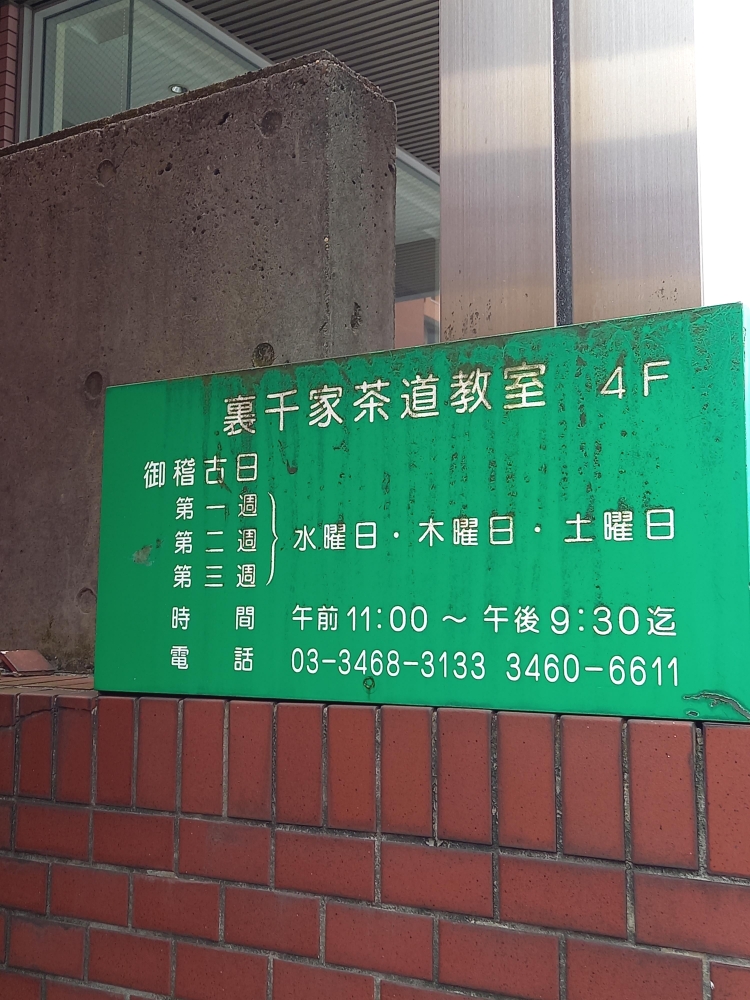 裏千家茶道教室 4F
御稽古日
第一週
第二週 水曜日・木曜日・土曜日
第三週
時間 午前11:00～午後9:30迄
電話 03-3468-3133 3460-6611